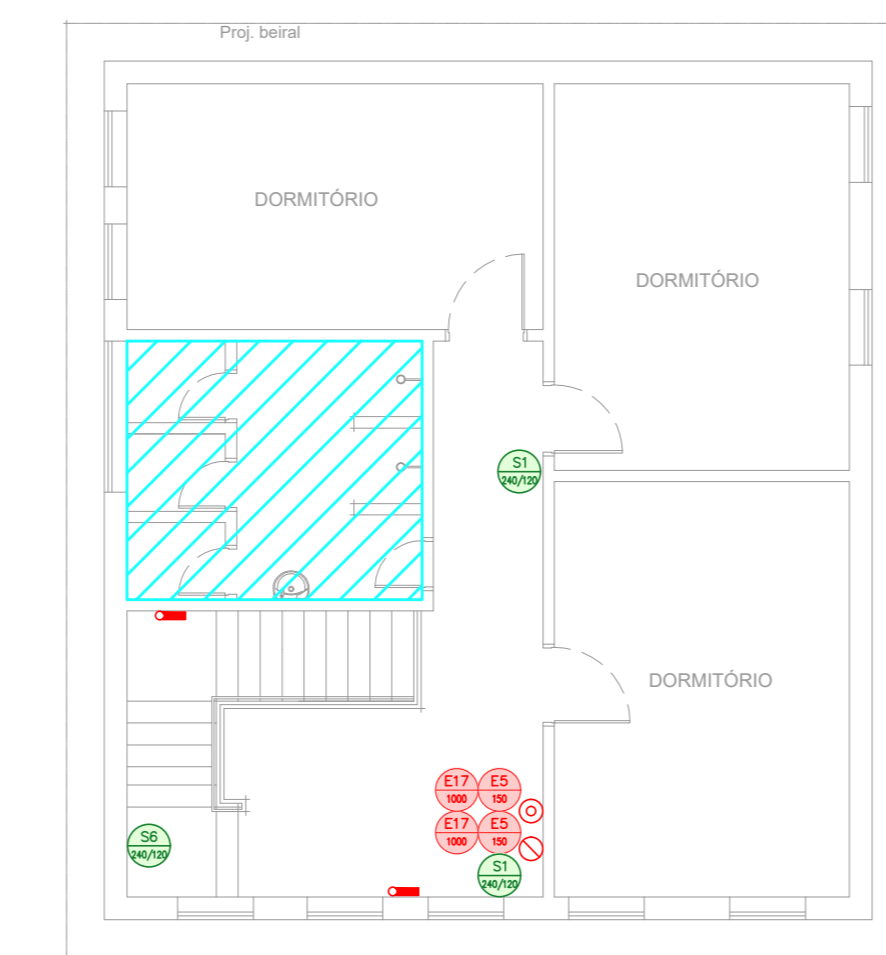 Proj. beiral
DORMITÓRIO
DORMITÓRIO
S1
240/120
DORMITÓRIO
E17
1000
E5
150
E17
1000
E5
150
S6
240/120
S1
240/120